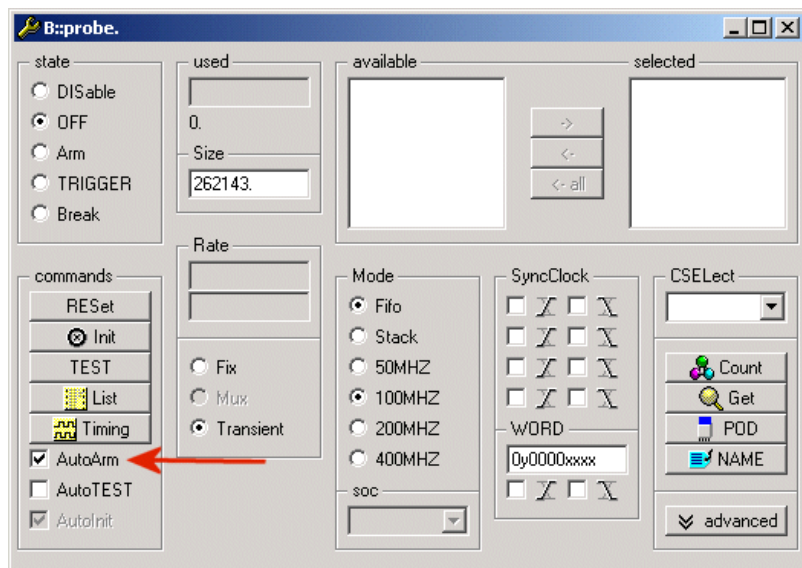 B::probe.
state
DISable
OFF
Arm
TRIGGER
Break
used
0.
Size
262143.
available
selected
->
<-
<- all
commands
RESet
Init
TEST
List
Timing
AutoArm
AutoTEST
AutoInit
Rate
Fix
Mux
Transient
Mode
Fifo
Stack
50MHZ
100MHZ
200MHZ
400MHZ
soc
SyncClock
WORD
0y0000xxxx
CSELect
Count
Get
POD
NAME
advanced